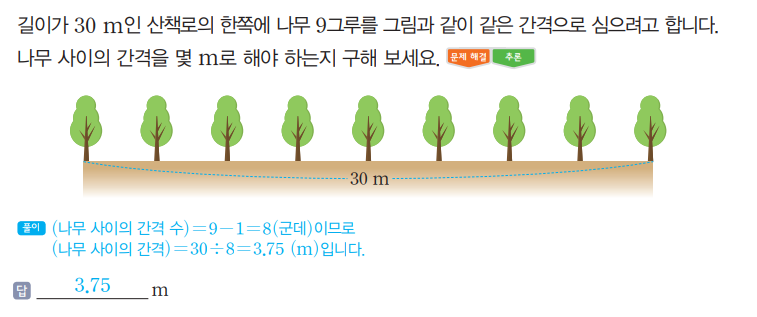 길이가 30 m인 산책로의 한쪽에 나무 9그루를 그림과 같이 같은 간격으로 심으려고 합니다.
나무 사이의 간격을 몇 m로 해야 하는지 구해 보세요. 문제 해결 추론
30 m
풀이 (나무 사이의 간격 수)=9-1=8(군데)이므로
(나무 사이의 간격)=30÷8=3.75 (m)입니다.
답 3.75 m